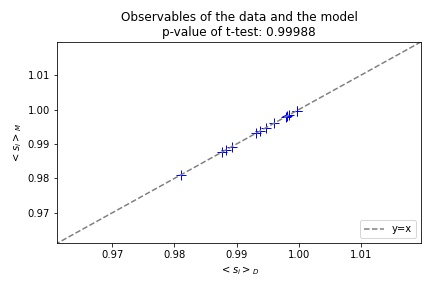 Observables of the data and the model
p-value of t-test: 0.99988
1.01
1.00
0.99
0.98
0.97
< s_i >_M
0.97 0.98 0.99 1.00 1.01
< s_i >_D
y=x